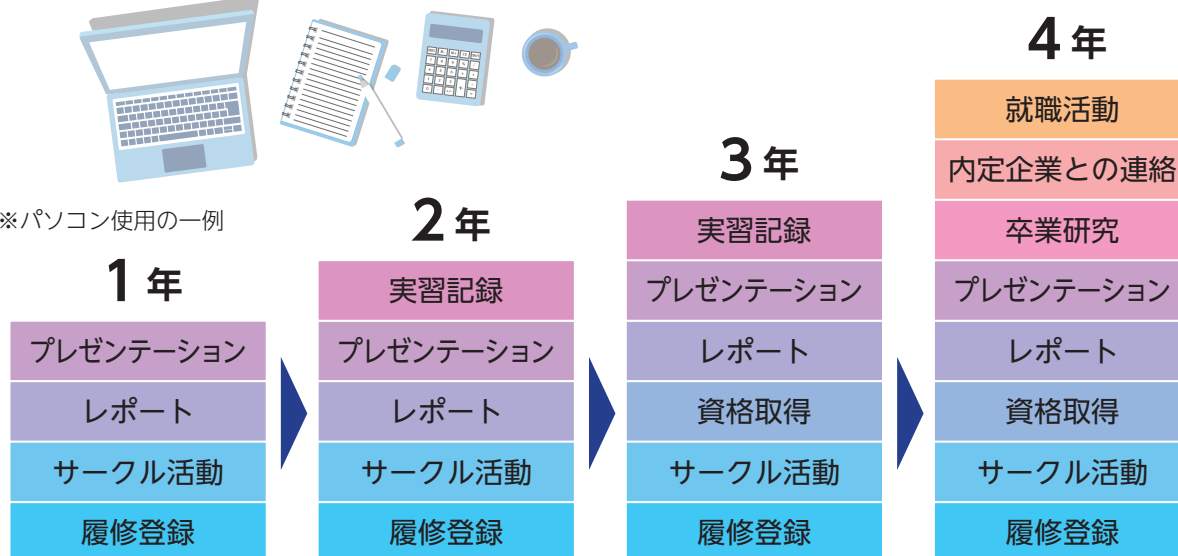 ※パソコン使用の一例
1年
プレゼンテーション
レポート
サークル活動
履修登録
2年
実習記録
プレゼンテーション
レポート
サークル活動
履修登録
3年
実習記録
プレゼンテーション
レポート
資格取得
サークル活動
履修登録
4年
就職活動
内定企業との連絡
卒業研究
プレゼンテーション
レポート
資格取得
サークル活動
履修登録